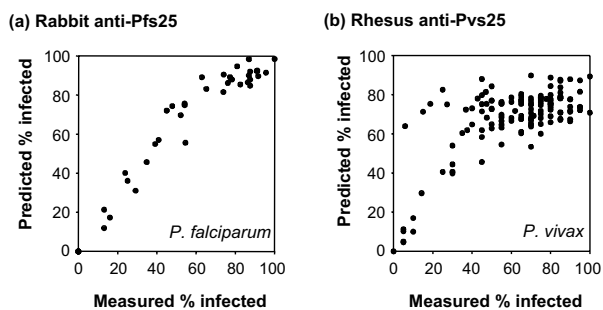 (a) Rabbit anti-Pfs25
Predicted % infected
100
80
60
40
20
0
P. falciparum
0 20 40 60 80 100
Measured % infected
(b) Rhesus anti-Pvs25
Predicted % infected
100
80
60
40
20
0
P. vivax
0 20 40 60 80 100
Measured % infected